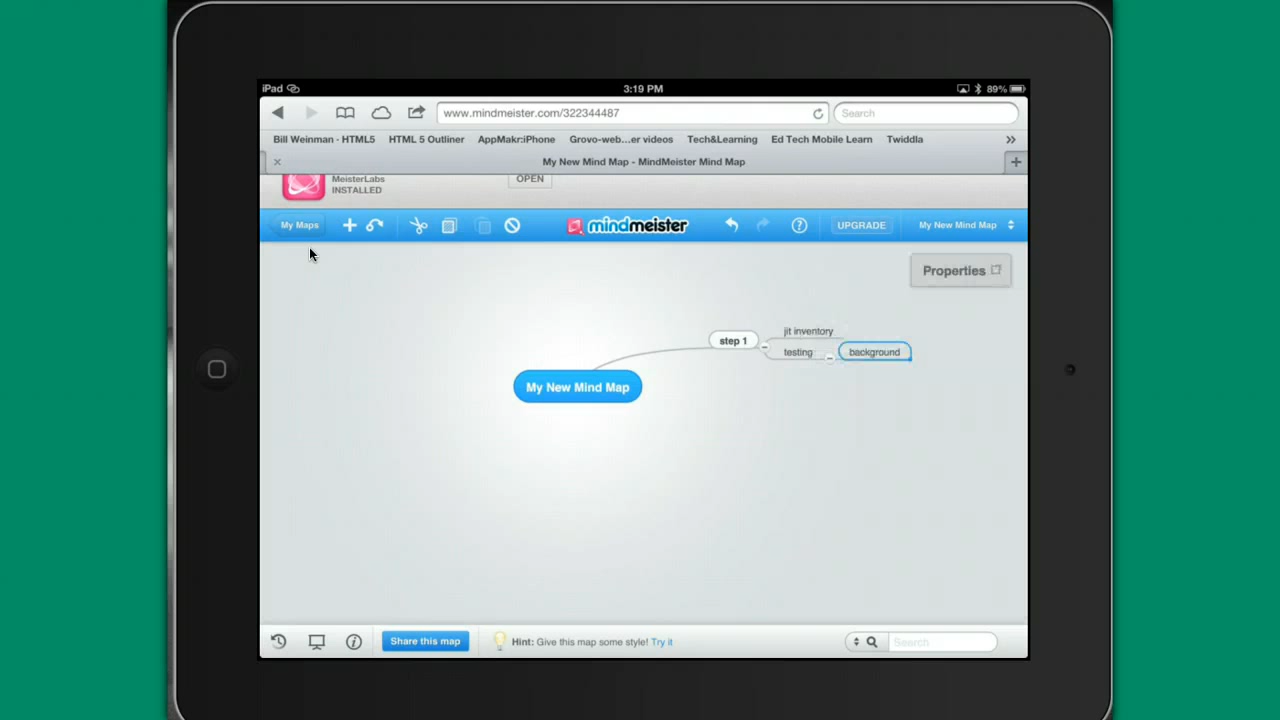 iPad 3:19 PM 89%
www.mindmeister.com/322344487 Search
Bill Weinman - HTML5 HTML 5 Outliner AppMakr:iPhone Grovo-web...er videos Tech&Learning Ed Tech Mobile Learn Twiddla
My New Mind Map - MindMeister Mind Map
MeisterLabs OPEN
INSTALLED
My Maps mindmeister UPGRADE My New Mind Map
Properties
jit inventory
step 1
testing background
My New Mind Map
Share this map Hint: Give this map some style! Try it Search